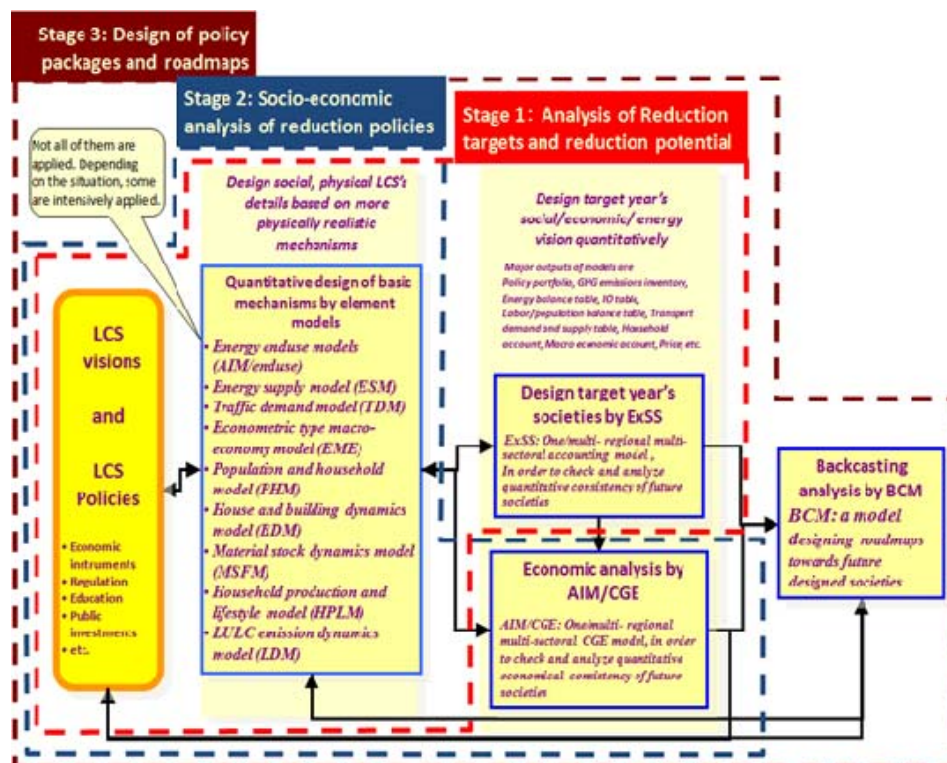 Stage 3: Design of policy
packages and roadmaps
Stage 2: Socio-economic
analysis of reduction policies
Stage 1: Analysis of Reduction
targets and reduction potential
Not all of them are
applied. Depending
on the situation, some
are intensively applied.
Design social, physical LCS's
details based on more
physically realistic
mechanisms
Design target year's
social/economic/energy
vision quantitatively
Major outputs of models are
Policy portfolio, GHG emissions inventory,
Energy balance table, IO table,
Labor/population balance table, Transport
demand and supply table, Household
account, Macro economic account, Price, etc.
LCS
visions
and
LCS
Policies
• Economic
instruments
• Regulation
• Education
• Public
investments
• etc.
Quantitative design of basic
mechanisms by element
models
• Energy enduse models
(AIM/enduse)
• Energy supply model (ESM)
• Traffic demand model (TDM)
• Econometric type macro-
economy model (EME)
• Population and household
model (PHM)
• House and building dynamics
model (EDM)
• Material stock dynamics model
(MSFM)
• Household production and
lifestyle model (HPLM)
• LULC emission dynamics
model (LDM)
Design target year's
societies by ExSS
ExSS: One/multi- regional multi-
sectoral accounting model ,
In order to check and analyze
quantitative consistency of future
societies
Economic analysis by
AIM/CGE
AIM/CGE: One/multi- regional
multi-sectoral CGE model, in order
to check and analyze quantitative
economical consistency of future
societies
Backcasting
analysis by BCM
BCM: a model
designing roadmaps
towards future
designed societies